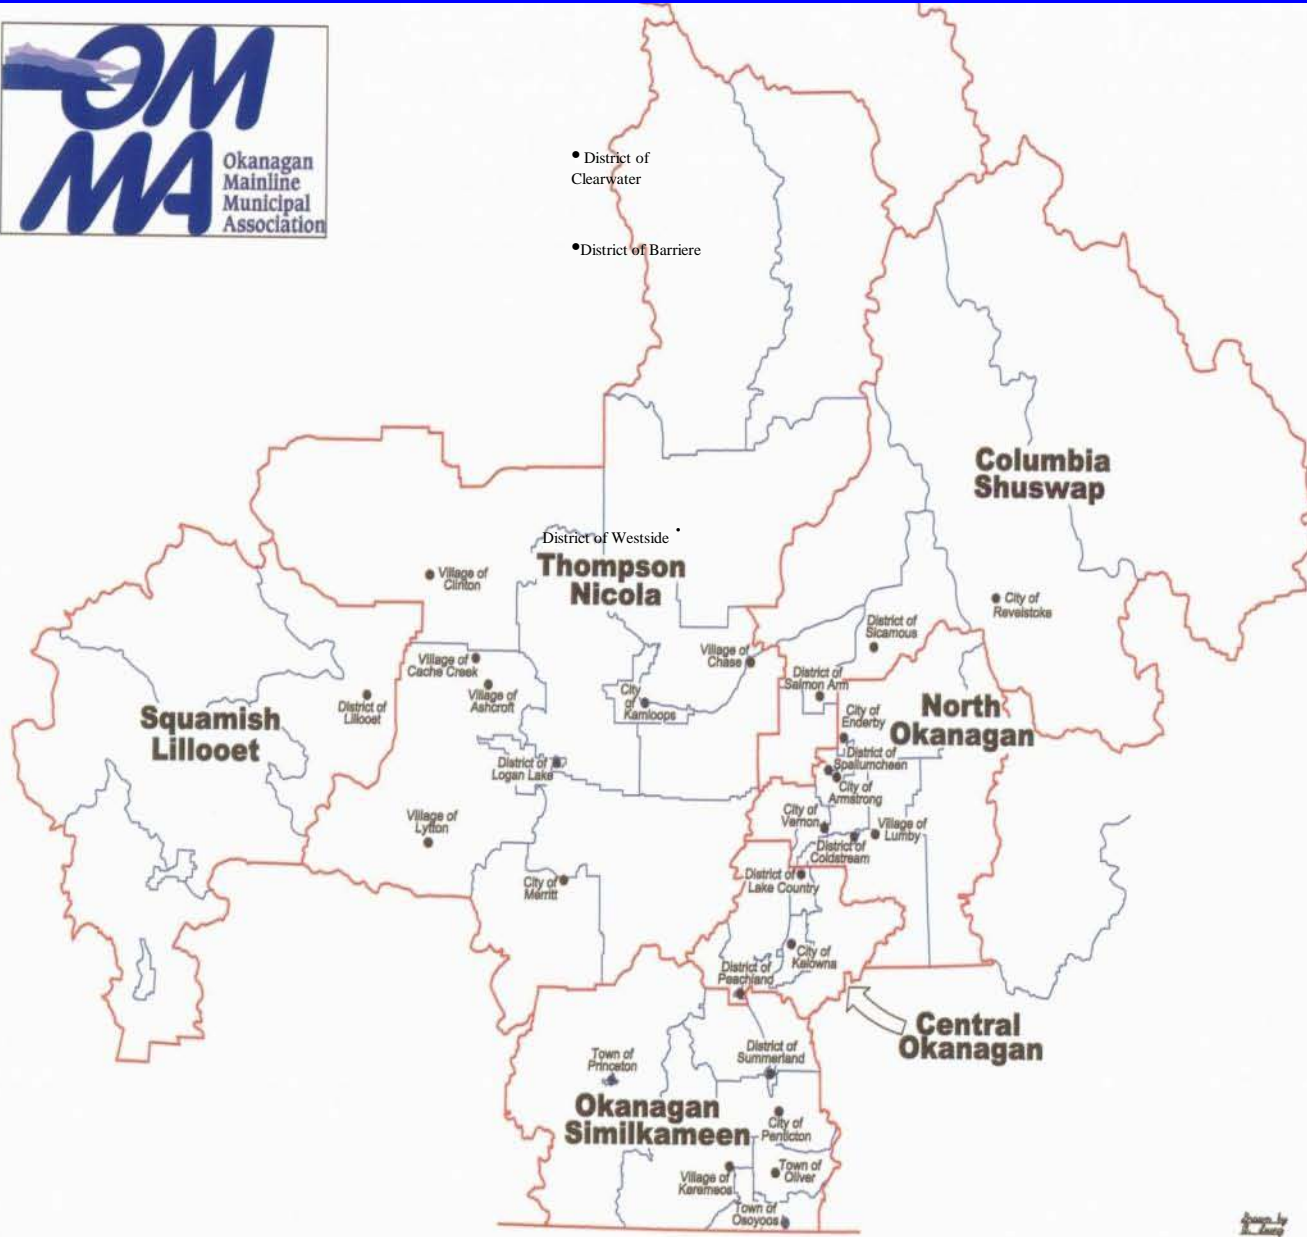 OM
MA
Okanagan
Mainline
Municipal
Association
• District of
Clearwater
•District of Barriere
Columbia
Shuswap
District of Westside •
Thompson
Nicola
Village of
Clinton
City of
Revelstoke
District of
Sicamous
Village of
Chase
Village of
Cache Creek
Village of
Ashcroft
District of
Salmon Arm
City
of
Kamloops
District of
Lillooet
Squamish
Lillooet
North
Okanagan
City of
Enderby
District of
Spallumcheen
District of
Logan Lake
City of
Armstrong
City of
Vernon
Village of
Lumby
Village of
Lytton
District of
Coldstream
District of
Lake Country
City of
Merritt
City of
Kelowna
District of
Peachland
Central
Okanagan
District of
Summerland
Town of
Princeton
Okanagan
Similkameen
City of
Penticton
Village of
Keremeos
Town of
Oliver
Town of
Osoyoos
Drawn by